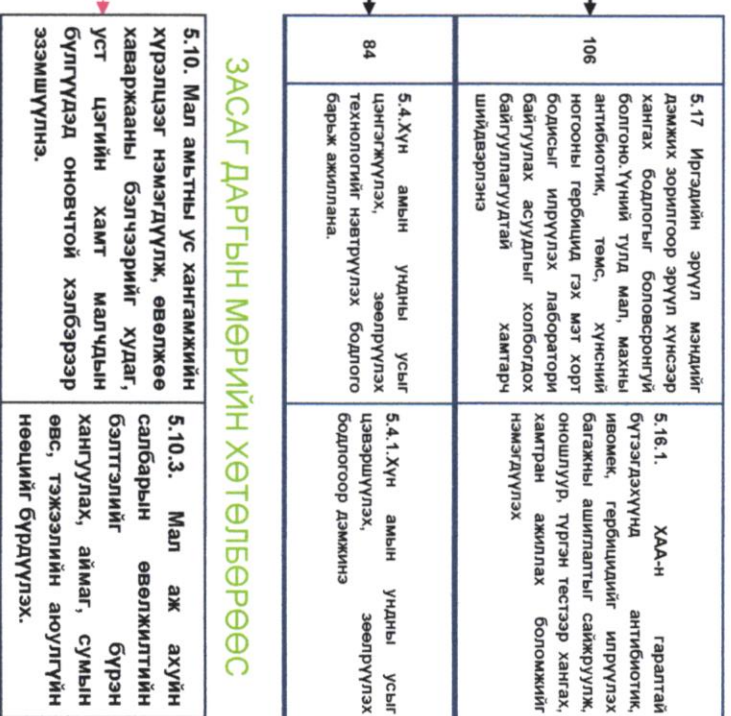 106
5.17 Иргэдийн эрүүл мэндийг
дэмжих зорилгоор эрүүл хүнсээр
хангах бодлогыг боловсронгуй
болгоно.Үүний тулд мал, махны
антибиотик, төмс, хүнсний
ногооны гербицид гэх мэт хорт
бодисыг илрүүлэх лаборатори
байгуулах асуудлыг холбогдох
байгууллагуудтай хамтарч
шийдвэрлэнэ
5.16.1. ХАА-н гаралтай
бүтээгдэхүүнд антибиотик,
ивомек, гербицидийг илрүүлэх
багажны ашиглалтыг сайжруулж,
оношлуур, түргэн тестээр хангах,
хамтран ажиллах боломжийг
нэмэгдүүлэх
84
5.4.Хүн амын ундны усыг
цэнгэгжүүлэх, зөөлрүүлэх
технологийг нэвтрүүлэх бодлого
барьж ажиллана.
5.4.1.Хүн амын ундны усыг
цэвэршүүлэх, зөөлрүүлэх
бодлогоор дэмжинэ
ЗАСАГ ДАРГЫН МӨРИЙН ХӨТӨЛБӨРӨӨС
5.10. Мал амьтны ус хангамжийн
хүрэлцээг нэмэгдүүлж, өвөлжөө
хаваржааны бэлчээрийг худаг,
уст цэгийн хамт малчдын
бүлгүүдэд оновчтой хэлбэрээр
эзэмшүүлнэ.
5.10.3. Мал аж ахуйн
салбарын өвөлжилтийн
бэлтгэлийг бүрэн
хангуулах, аймаг, сумын
өвс, тэжээлийн аюулгүйн
нөөцийг бүрдүүлэх.